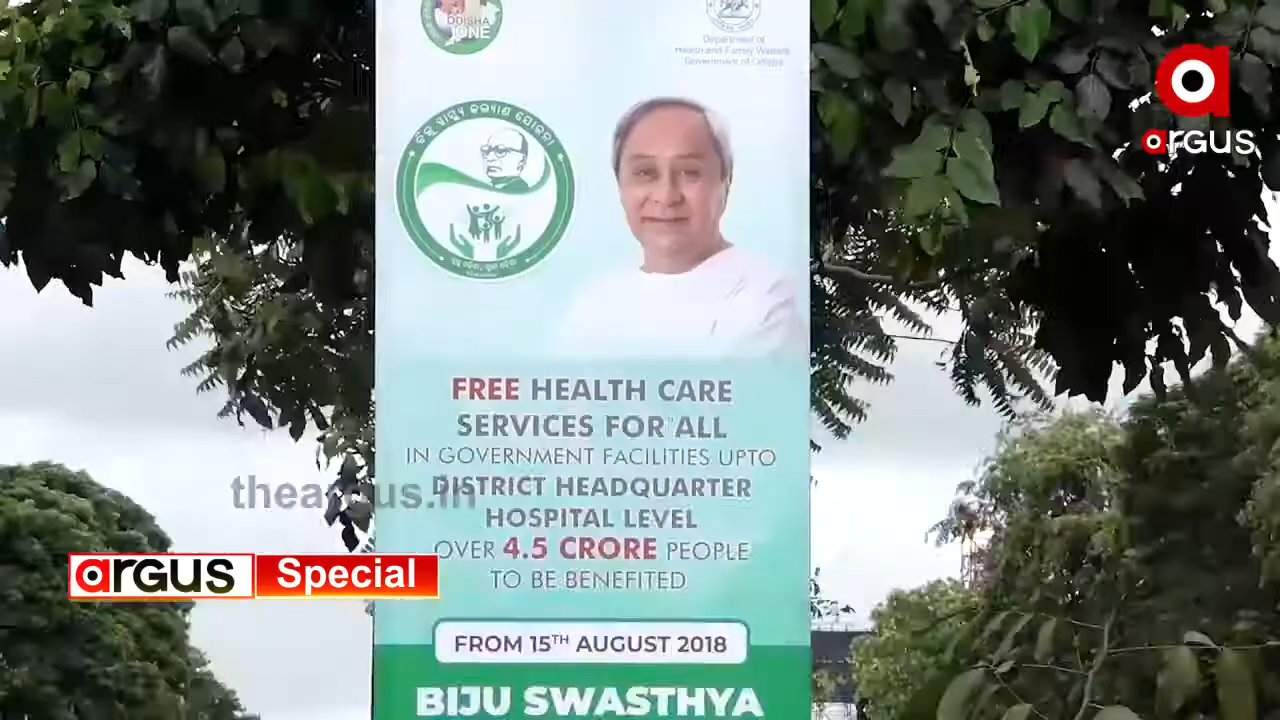 ODISHA
ONE
Department of
Health and Family Welfare
Government of Odisha
argus
ବିଜୁ ସ୍ୱାସ୍ଥ୍ୟ କଲ୍ୟାଣ ଯୋଜନା
FREE HEALTH CARE
SERVICES FOR ALL
IN GOVERNMENT FACILITIES UPTO
DISTRICT HEADQUARTER
HOSPITAL LEVEL
OVER 4.5 CRORE PEOPLE
TO BE BENEFITED
theargus.in
argus Special
FROM 15TH AUGUST 2018
BIJU SWASTHYA